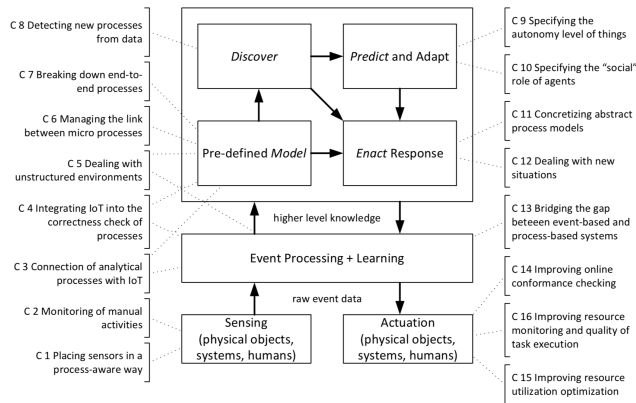 C 8 Detecting new processes
from data
C 7 Breaking down end-to-
end processes
C 6 Managing the link
between micro processes
C 5 Dealing with
unstructured environments
C 4 Integrating IoT into the
correctness check of
processes
C 3 Connection of analytical
processes with IoT
C 2 Monitoring of manual
activities
C 1 Placing sensors in a
process-aware way
Discover
Predict and Adapt
Pre-defined Model
Enact Response
higher level knowledge
Event Processing + Learning
raw event data
Sensing
(physical objects,
systems, humans)
Actuation
(physical objects,
systems, humans)
C 9 Specifying the
autonomy level of things
C 10 Specifying the “social”
role of agents
C 11 Concretizing abstract
process models
C 12 Dealing with new
situations
C 13 Bridging the gap
beteeen event-based and
process-based systems
C 14 Improving online
conformance checking
C 16 Improving resource
monitoring and quality of
task execution
C 15 Improving resource
utilization optimization